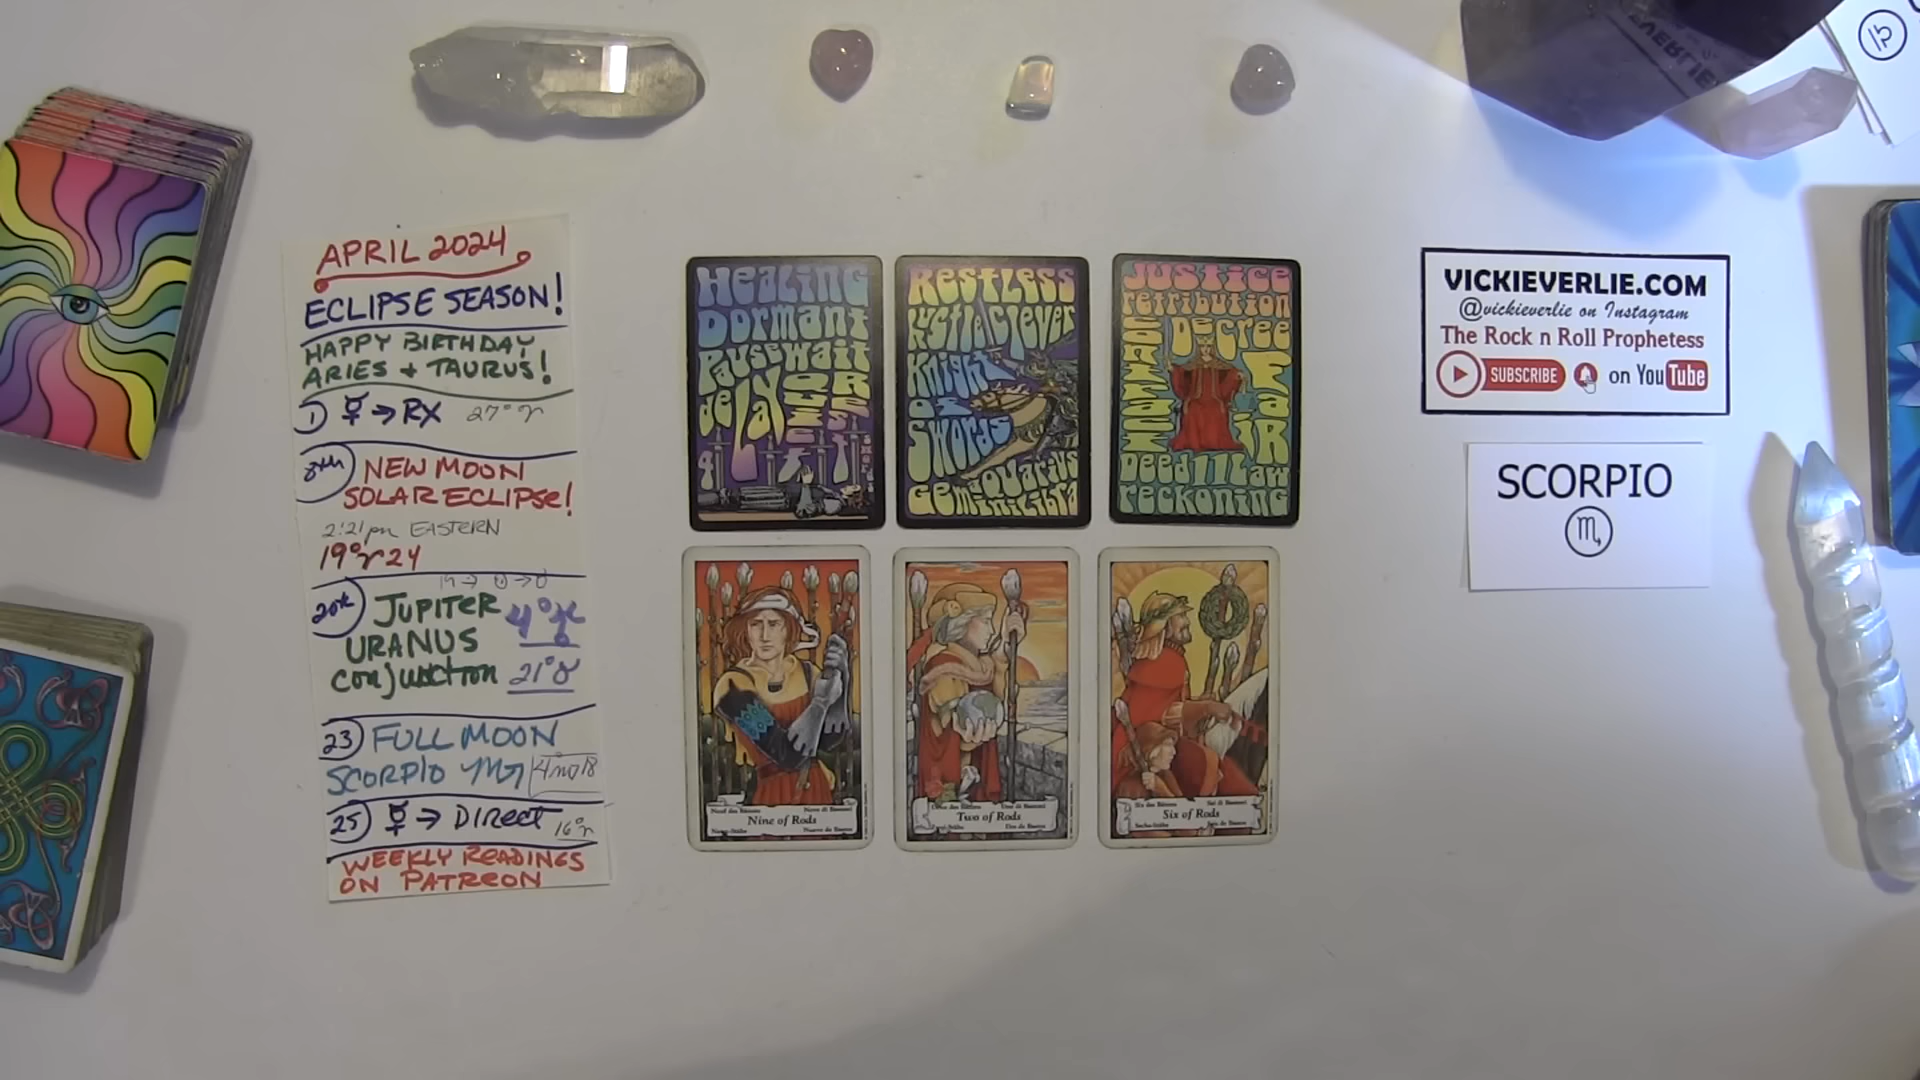 APRIL 2024
ECLIPSE SEASON!
HAPPY BIRTHDAY
ARIES + TAURUS!
1 ☿→RX 27°♈
8th NEW MOON
SOLAR ECLIPSE!
2:21pm EASTERN
19°♈24
20th JUPITER
URANUS
conjunction
21°♉
23 FULL MOON
SCORPIO
25 ☿→DIRECT 16°♈
WEEKLY READINGS
ON PATREON
HEALING
DORMANT
PAUSE WAIT
DELAY
4
RESTLESS
CLEVER
KNIGHT
OF
SWORDS
AQUARIUS
GEMINI LIBRA
JUSTICE
RETRIBUTION
DECREE
FAIR
DEED 11 LAW
RECKONING
Nine of Rods
Two of Rods
Six of Rods
VICKIEVERLIE.COM
@vickieverlie on Instagram
The Rock n Roll Prophetess
SUBSCRIBE on YouTube
SCORPIO
♏